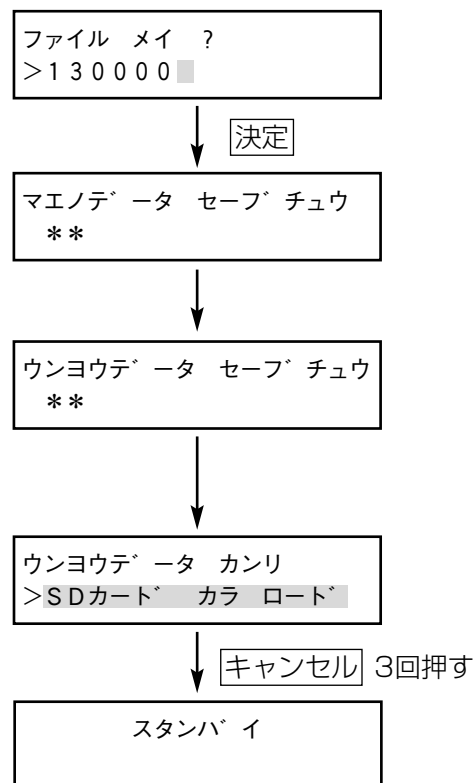 ファイル　メイ　？
＞１３００００
決定
マエノデ゛ータ　セーブ゛チュウ
＊＊
ウンヨウデ゛ータ　セーブ゛チュウ
＊＊
ウンヨウデ゛ータ　カンリ
＞ＳＤカード゛　カラ　ロード゛
キャンセル 3回押す
スタンバ゛イ